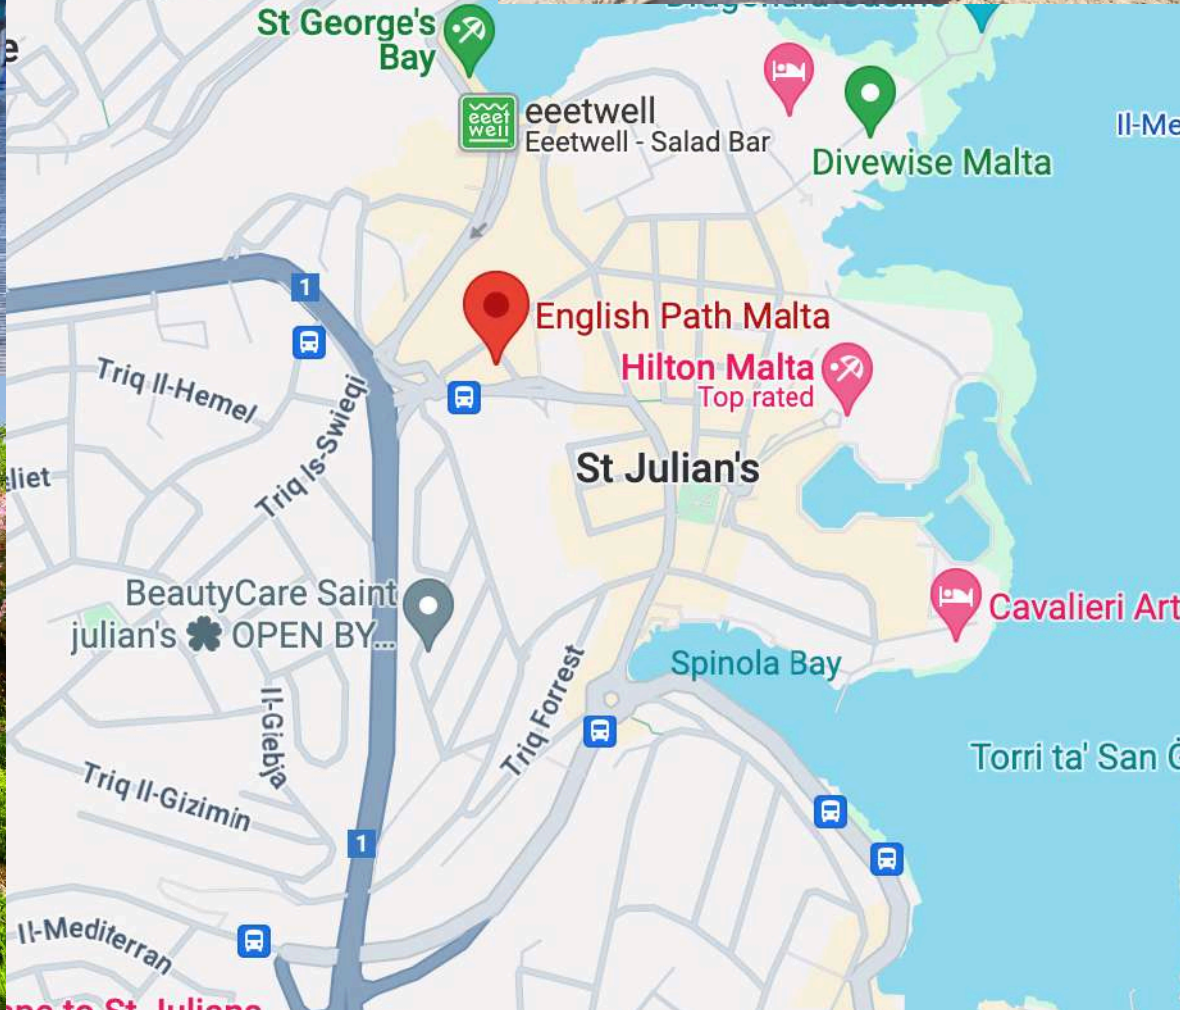 St George's
Bay
eeet
well
eeetwell
Eeetwell - Salad Bar
Divewise Malta
1
English Path Malta
Hilton Malta
Top rated
Triq Il-Hemel
Triq Is-Swieqi
St Julian's
BeautyCare Saint
julian's ☘ OPEN BY...
Cavalieri Art
Spinola Bay
Triq Forrest
Il-Ġiebja
Torri ta' San Ġ
Triq Il-Gizimin
1
Il-Mediterran